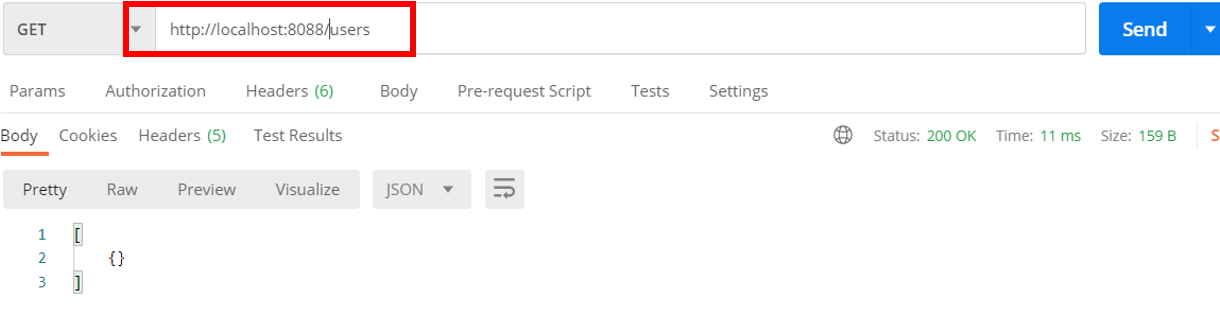 GET http://localhost:8088/users Send
Params Authorization Headers (6) Body Pre-request Script Tests Settings
Body Cookies Headers (5) Test Results Status: 200 OK Time: 11 ms Size: 159 B S
Pretty Raw Preview Visualize JSON
1 [
2 {}
3 ]